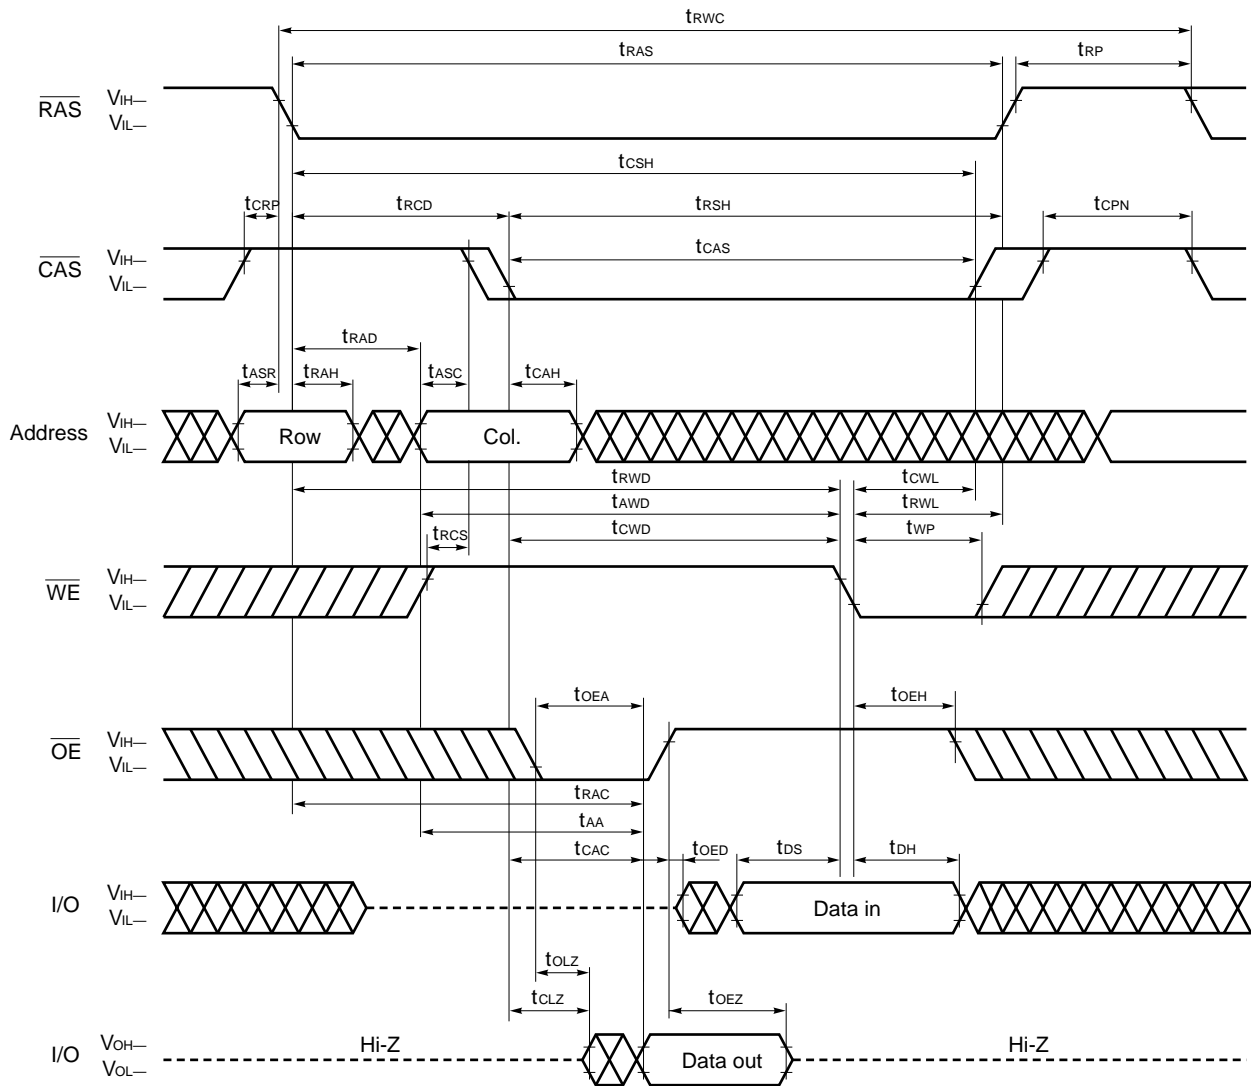 tRWC
tRAS
tRP
RAS
VIH—
VIL—
tCSH
tCRP
tRCD
tRSH
tCPN
tCAS
CAS
VIH—
VIL—
tRAD
tASR
tRAH
tASC
tCAH
Address
VIH—
VIL—
Row
Col.
tRWD
tCWL
tAWD
tRWL
tRCS
tCWD
tWP
WE
VIH—
VIL—
tOEA
tOEH
OE
VIH—
VIL—
tRAC
tAA
tCAC
tOED
tDS
tDH
I/O
VIH—
VIL—
Data in
tOLZ
tCLZ
tOEZ
I/O
VOH—
VOL—
Hi-Z
Data out
Hi-Z